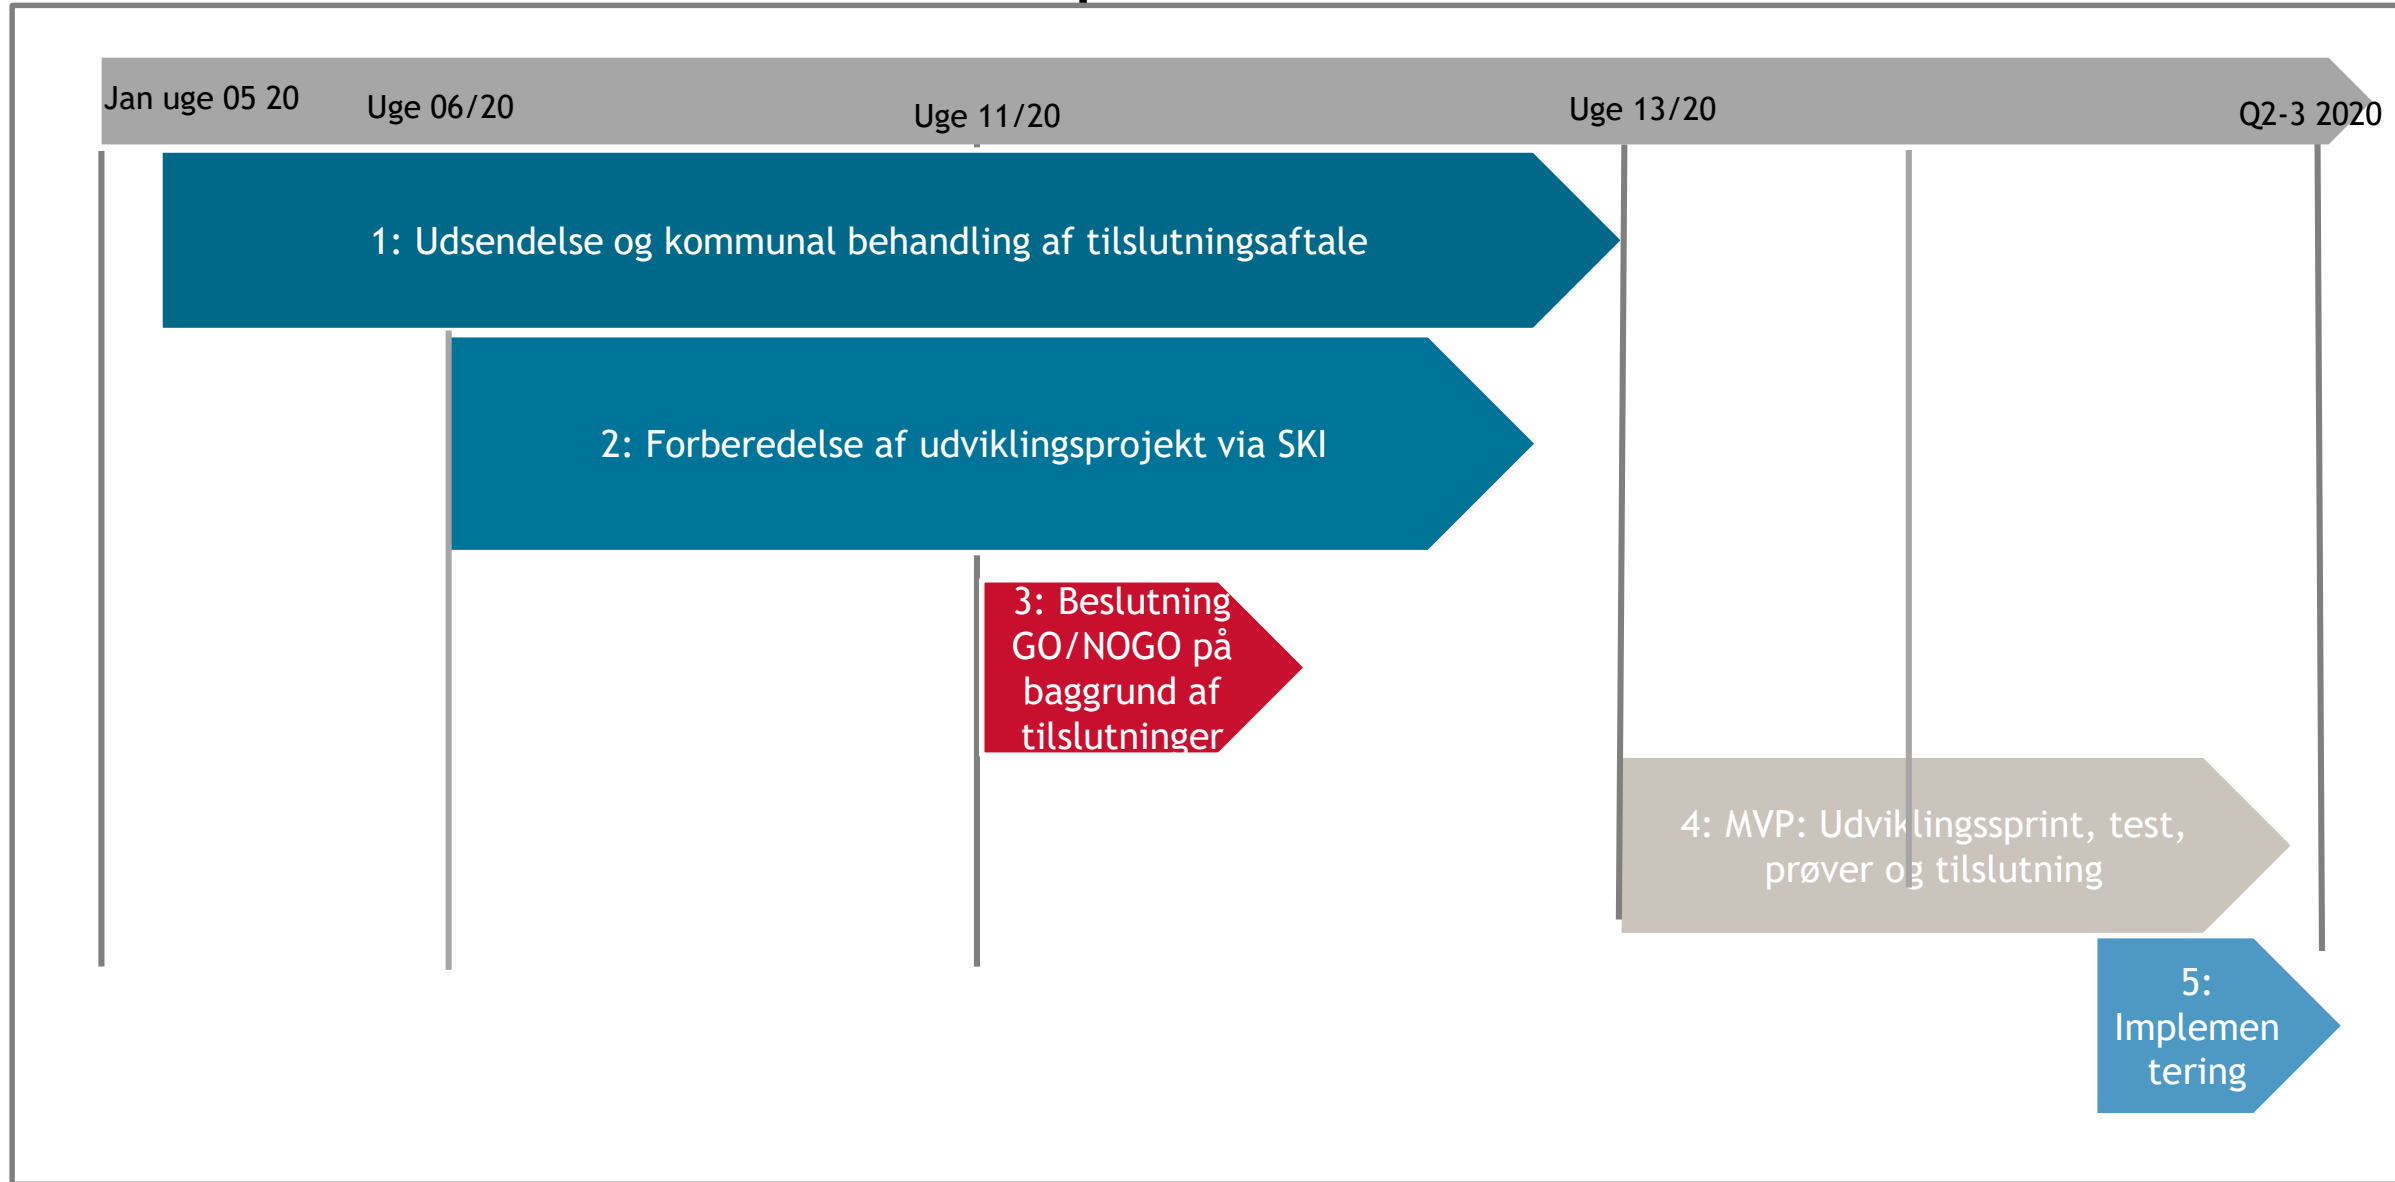 Jan uge 05 20
Uge 06/20
Uge 11/20
Uge 13/20
Q2-3 2020
1: Udsendelse og kommunal behandling af tilslutningsaftale
2: Forberedelse af udviklingsprojekt via SKI
3: Beslutning
GO/NOGO på
baggrund af
tilslutninger
4: MVP: Udviklingssprint, test,
prøver og tilslutning
5:
Implemen
tering